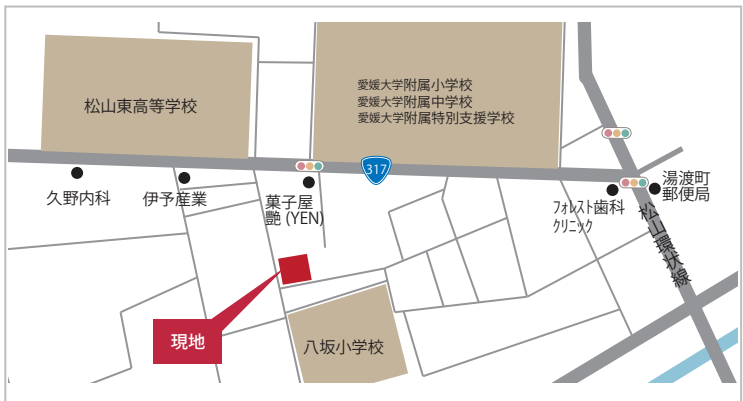 松山東高等学校
愛媛大学附属小学校
愛媛大学附属中学校
愛媛大学附属特別支援学校
317
久野内科
伊予産業
菓子屋
艶 (YEN)
フォレスト歯科
クリニック
湯渡町
郵便局
松山環状線
現地
八坂小学校